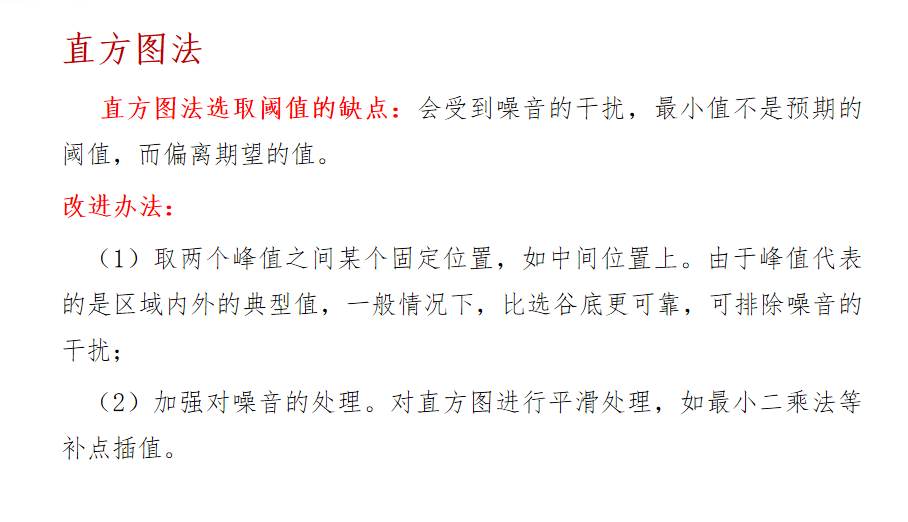 直方图法
直方图法选取阈值的缺点：会受到噪音的干扰，最小值不是预期的
阈值，而偏离期望的值。
改进办法：
（1）取两个峰值之间某个固定位置，如中间位置上。由于峰值代表
的是区域内外的典型值，一般情况下，比选谷底更可靠，可排除噪音的
干扰；
（2）加强对噪音的处理。对直方图进行平滑处理，如最小二乘法等
补点插值。